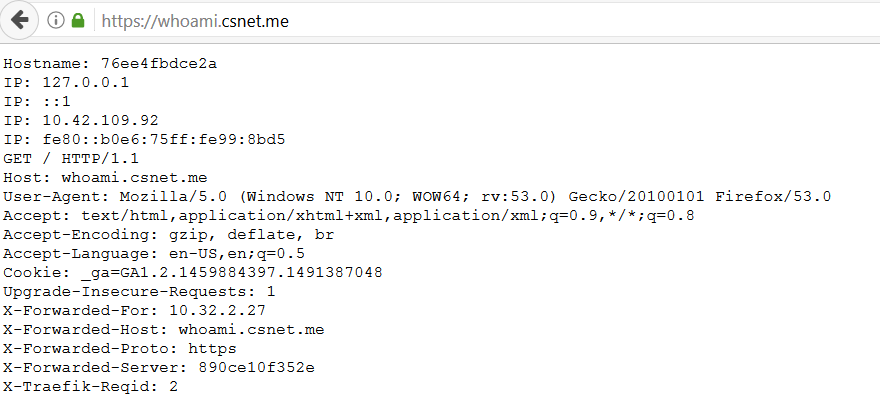 https://whoami.csnet.me
Hostname: 76ee4fbdce2a
IP: 127.0.0.1
IP: ::1
IP: 10.42.109.92
IP: fe80::b0e6:75ff:fe99:8bd5
GET / HTTP/1.1
Host: whoami.csnet.me
User-Agent: Mozilla/5.0 (Windows NT 10.0; WOW64; rv:53.0) Gecko/20100101 Firefox/53.0
Accept: text/html,application/xhtml+xml,application/xml;q=0.9,*/*;q=0.8
Accept-Encoding: gzip, deflate, br
Accept-Language: en-US,en;q=0.5
Cookie: _ga=GA1.2.1459884397.1491387048
Upgrade-Insecure-Requests: 1
X-Forwarded-For: 10.32.2.27
X-Forwarded-Host: whoami.csnet.me
X-Forwarded-Proto: https
X-Forwarded-Server: 890ce10f352e
X-Traefik-Reqid: 2